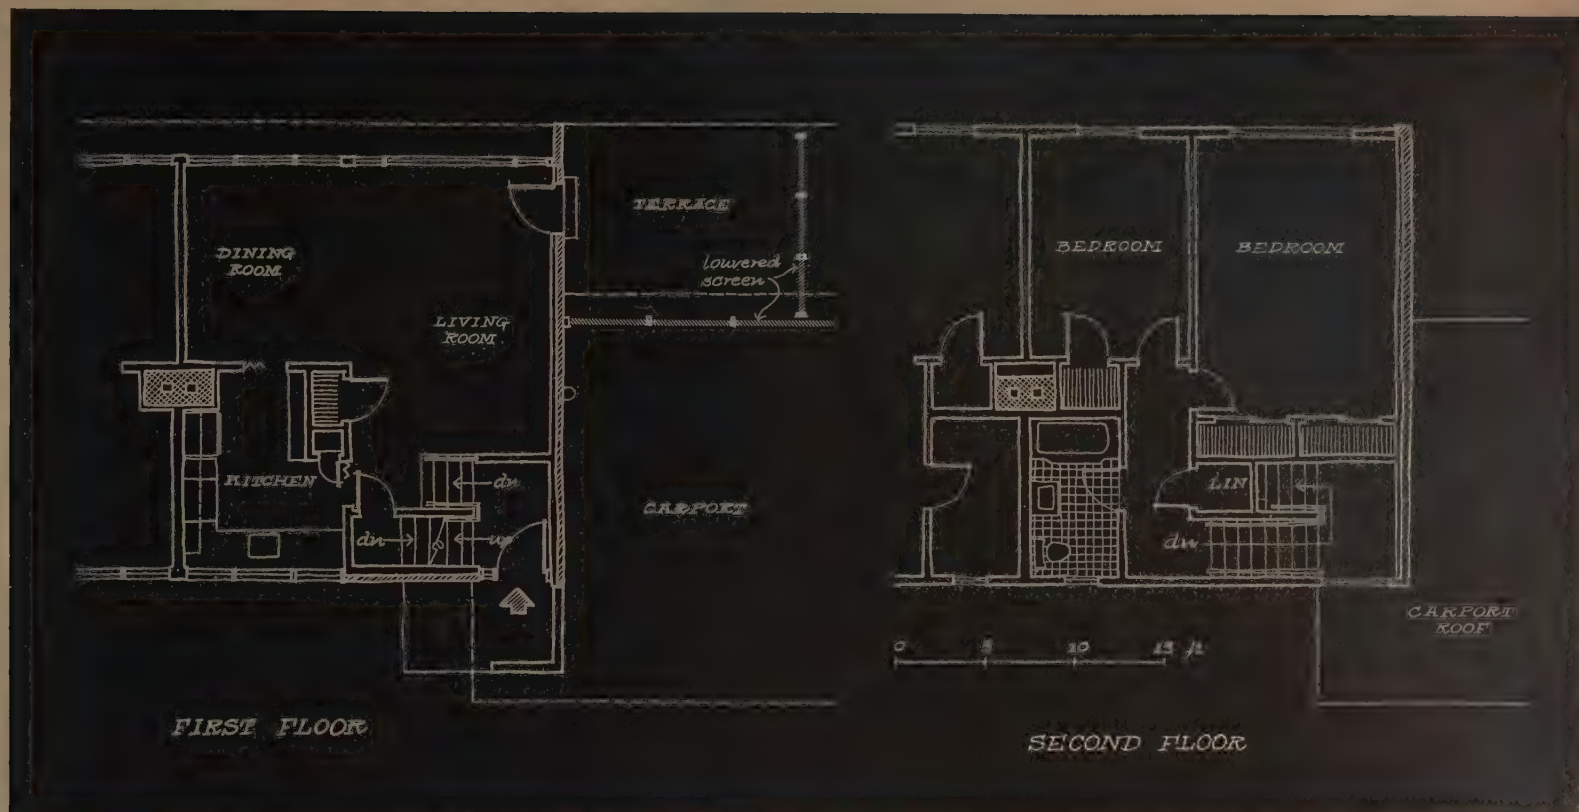 DINING
ROOM
LIVING
ROOM
KITCHEN
dn
dn
up
TERRACE
louvered
screen
CARPORT
FIRST FLOOR
BEDROOM
BEDROOM
LIN
dn
CARPORT
ROOF
0 5 10 15 ft
SECOND FLOOR